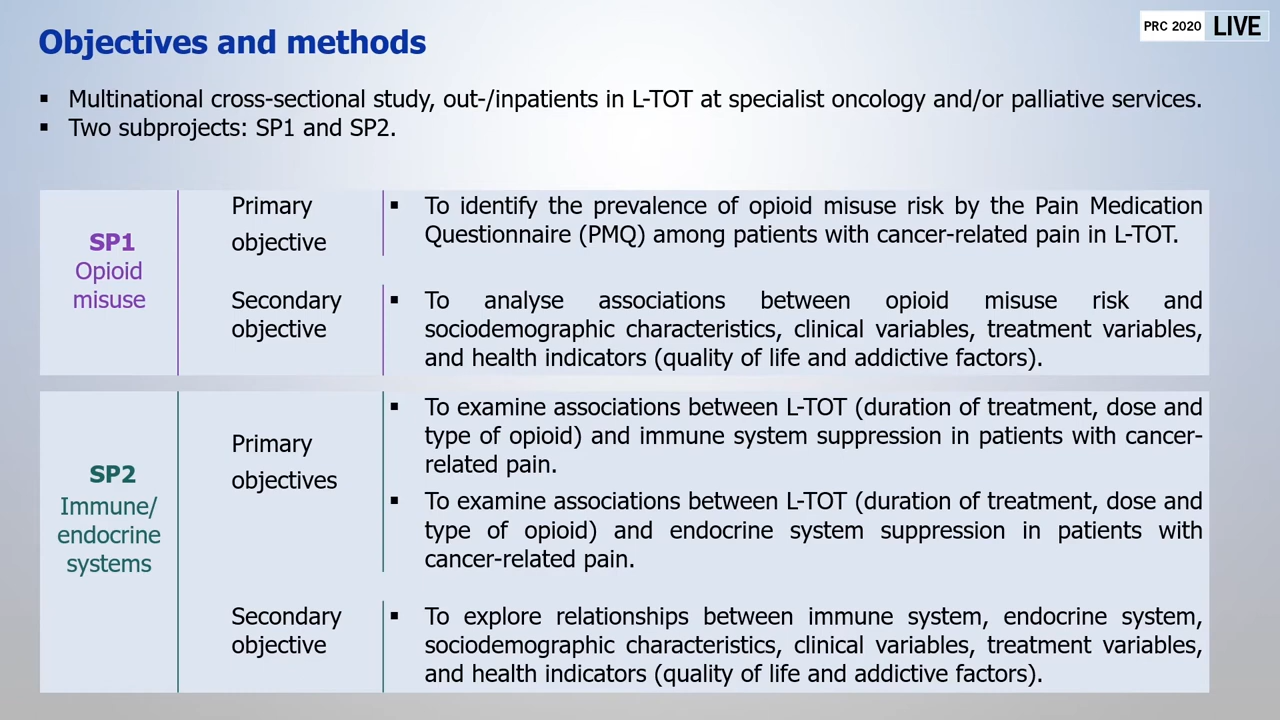 PRC 2020 LIVE
Objectives and methods
▪ Multinational cross-sectional study, out-/inpatients in L-TOT at specialist oncology and/or palliative services.
▪ Two subprojects: SP1 and SP2.
SP1
Opioid
misuse
Primary
objective
▪ To identify the prevalence of opioid misuse risk by the Pain Medication
Questionnaire (PMQ) among patients with cancer-related pain in L-TOT.
Secondary
objective
▪ To analyse associations between opioid misuse risk and
sociodemographic characteristics, clinical variables, treatment variables,
and health indicators (quality of life and addictive factors).
SP2
Immune/
endocrine
systems
Primary
objectives
▪ To examine associations between L-TOT (duration of treatment, dose and
type of opioid) and immune system suppression in patients with cancer-
related pain.
▪ To examine associations between L-TOT (duration of treatment, dose and
type of opioid) and endocrine system suppression in patients with
cancer-related pain.
Secondary
objective
▪ To explore relationships between immune system, endocrine system,
sociodemographic characteristics, clinical variables, treatment variables,
and health indicators (quality of life and addictive factors).